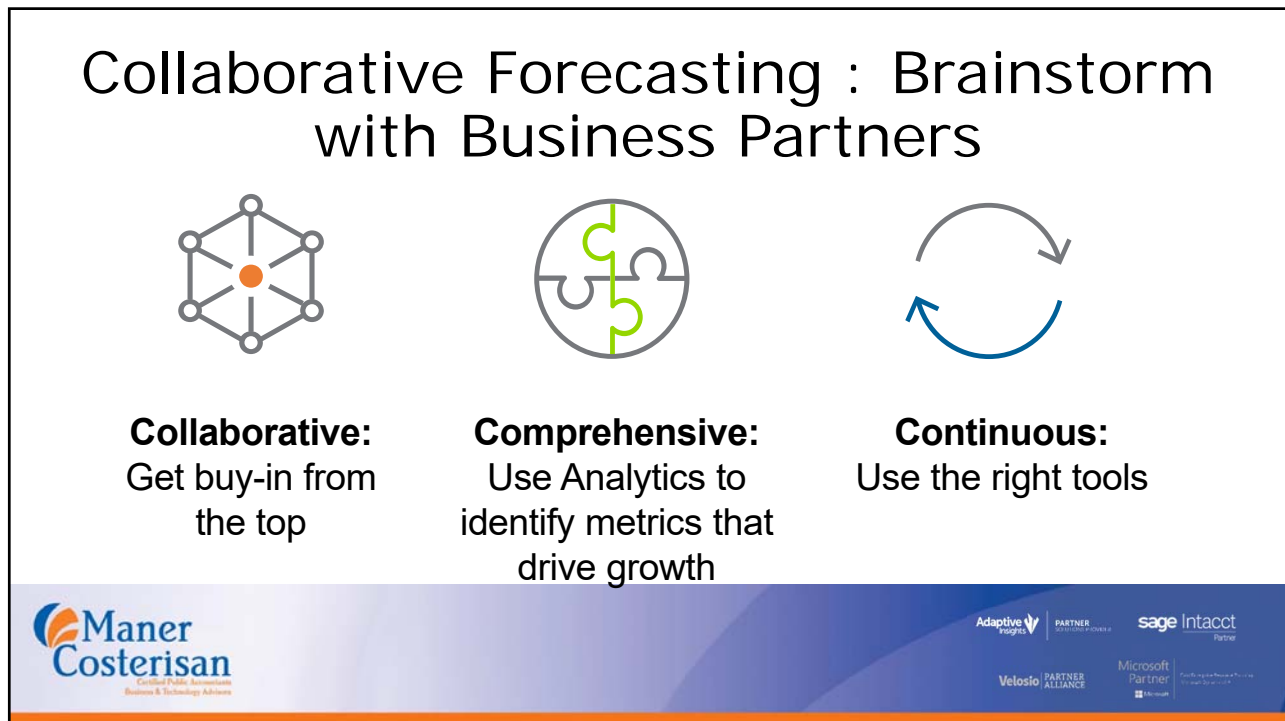 Collaborative Forecasting : Brainstorm
with Business Partners
Collaborative:
Get buy-in from
the top
Comprehensive:
Use Analytics to
identify metrics that
drive growth
Continuous:
Use the right tools
Maner
Costerisan
Certified Public Accountants
Business & Technology Advisors
Adaptive
Insights
PARTNER
sage Intacct
Partner
Velosio PARTNER
ALLIANCE
Microsoft
Partner
Microsoft